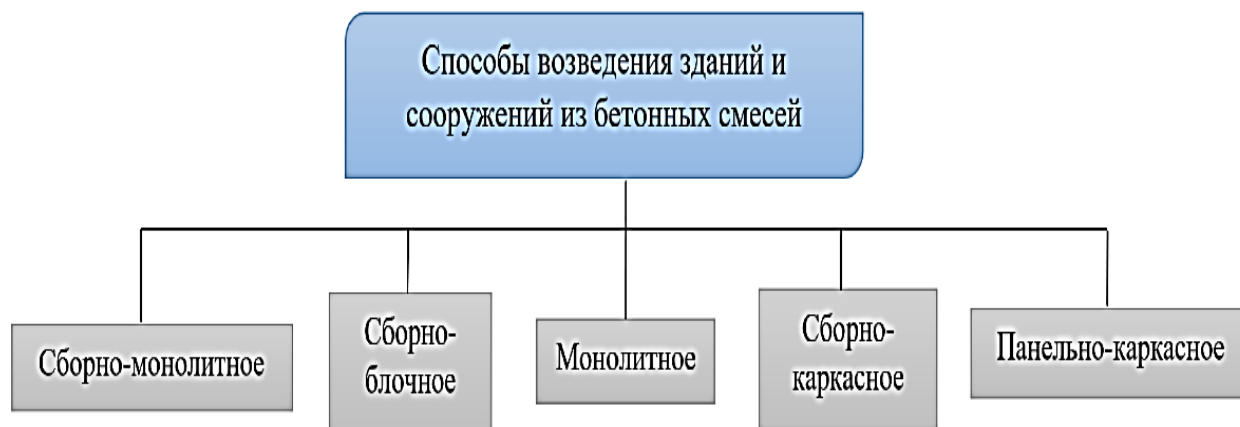 Способы возведения зданий и
сооружений из бетонных смесей
Сборно-монолитное
Сборно-
блочное
Монолитное
Сборно-
каркасное
Панельно-каркасное